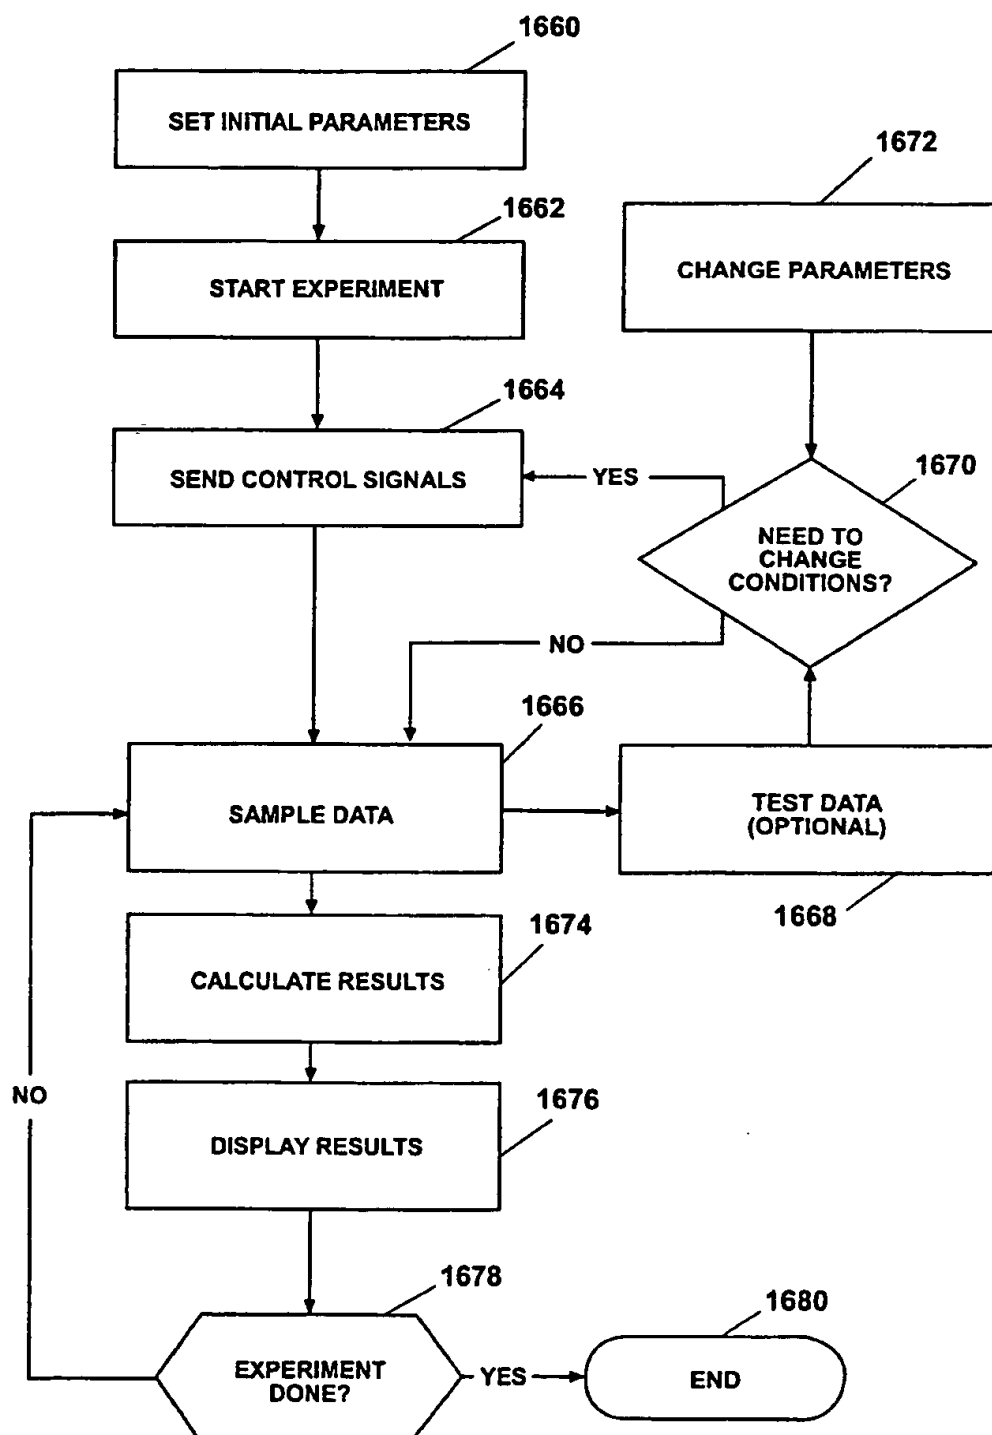 1660
SET INITIAL PARAMETERS
1672
1662
CHANGE PARAMETERS
START EXPERIMENT
1664
1670
SEND CONTROL SIGNALS
YES
NEED TO
CHANGE
CONDITIONS?
NO
1666
SAMPLE DATA
TEST DATA
(OPTIONAL)
1668
1674
CALCULATE RESULTS
NO
1676
DISPLAY RESULTS
1678
1680
EXPERIMENT
DONE?
YES
END